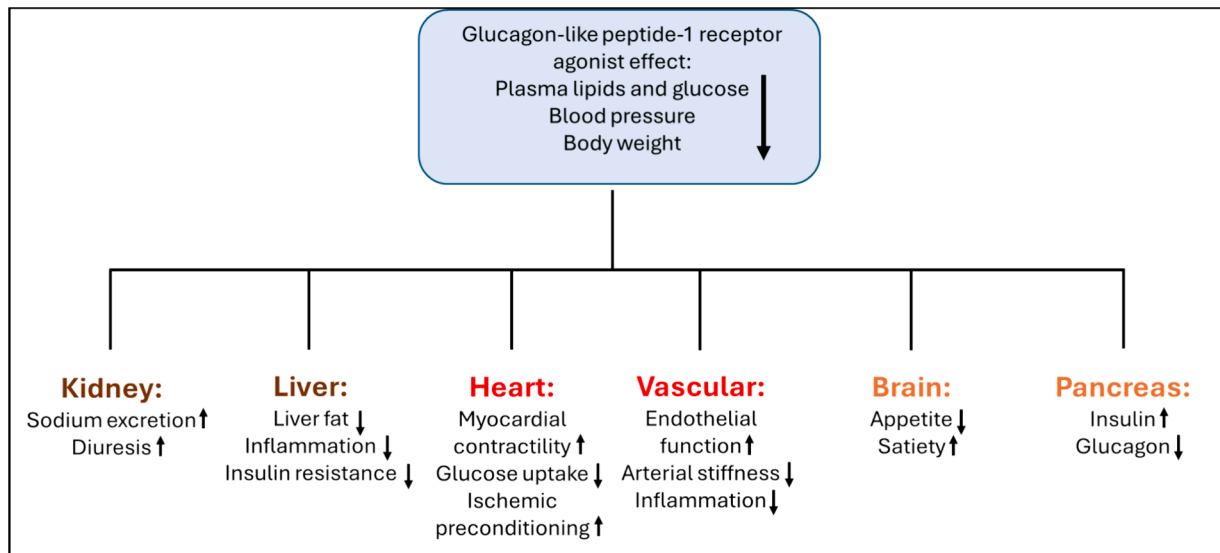 Glucagon-like peptide-1 receptor
agonist effect:
Plasma lipids and glucose
Blood pressure
Body weight
Kidney:
Sodium excretion↑
Diuresis↑
Liver:
Liver fat↓
Inflammation↓
Insulin resistance↓
Heart:
Myocardial
contractility↑
Glucose uptake↓
Ischemic
preconditioning↑
Vascular:
Endothelial
function↑
Arterial stiffness↓
Inflammation↓
Brain:
Appetite↓
Satiety↑
Pancreas:
Insulin↑
Glucagon↓